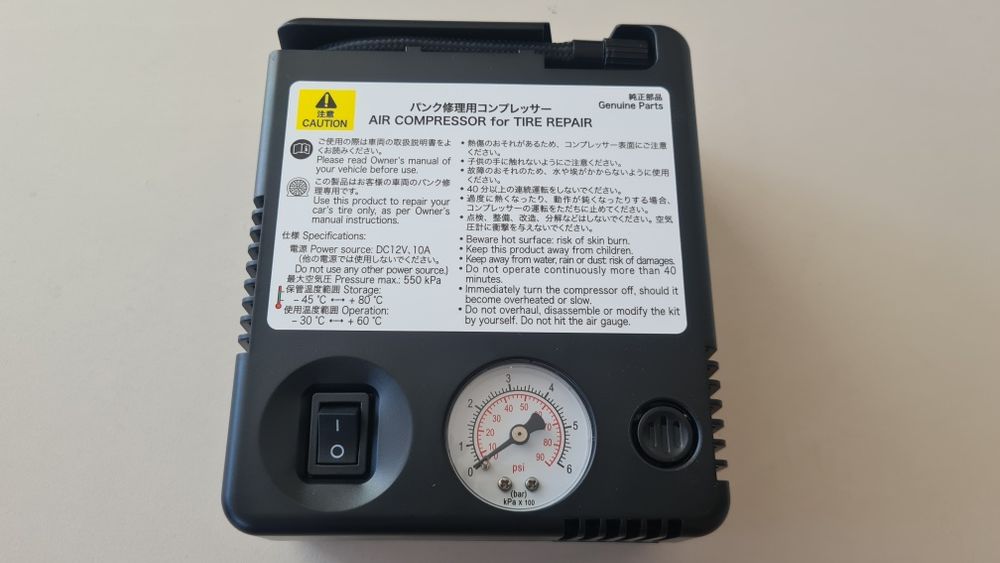 注意
CAUTION
パンク修理用コンプレッサー
AIR COMPRESSOR for TIRE REPAIR
純正部品
Genuine Parts
ご使用の際は車両の取扱説明書をよ
くお読みください。
Please read Owner's manual of
your vehicle before use.
この製品はお客様の車両のパンク修
理専用です。
Use this product to repair your
car's tire only, as per Owner's
manual instructions.
仕様 Specifications:
電源 Power source: DC12V、10A
(他の電源では使用しないでください。
Do not use any other power source.)
最大空気圧 Pressure max.: 550 kPa
保管温度範囲 Storage:
– 45 °C ↔ + 80 °C
使用温度範囲 Operation:
– 30 °C ↔ + 60 °C
• 熱傷のおそれがあるため、コンプレッサー表面にご注意
ください。
• 子供の手に触れないようにご注意ください。
• 故障のおそれのため、水や埃がかからないように使用
ください。
• 40 分以上の連続運転をしないでください。
• 過度に熱くなったり、動作が鈍くなったりする場合、
コンプレッサーの運転をただちに止めてください。
• 点検、整備、改造、分解などはしないでください。空気
圧計に衝撃を与えないでください。
• Beware hot surface: risk of skin burn.
• Keep this product away from children.
• Keep away from water, rain or dust: risk of damages.
• Do not operate continuously more than 40
minutes.
• Immediately turn the compressor off, should it
become overheated or slow.
• Do not overhaul, disassemble or modify the kit
by yourself. Do not hit the air gauge.
I
O
0 1 2 3 4 5 6
0 10 20 30 40 50 70 80 90
psi
(bar)
kPa x 100